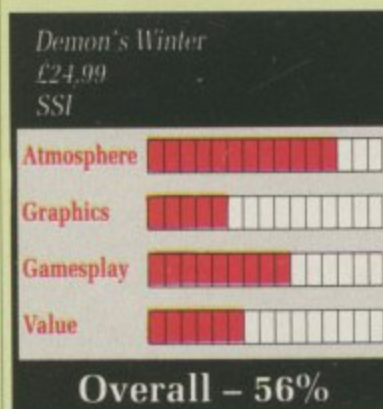 Demon's Winter
£24.99
SSI
Atmosphere
Graphics
Gamesplay
Value
Overall – 56%